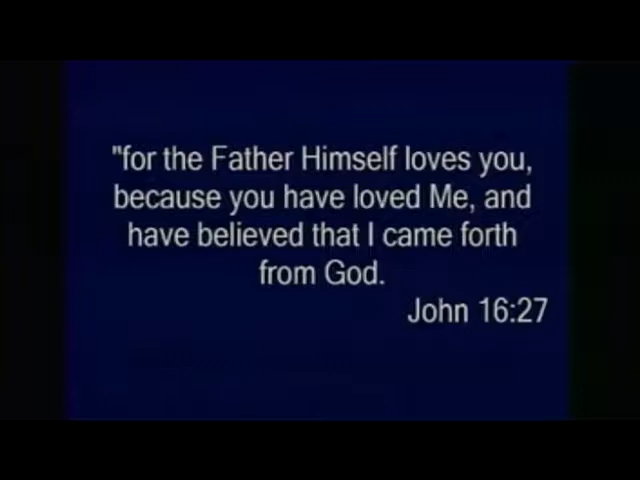 "for the Father Himself loves you,
because you have loved Me, and
have believed that I came forth
from God.
John 16:27